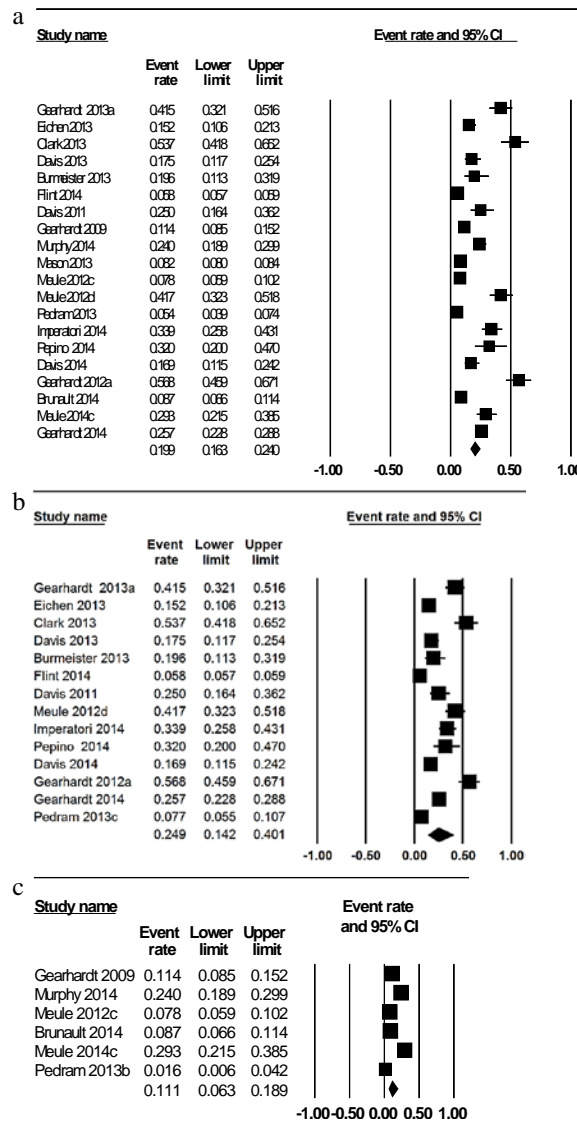 a
Study name Event rate and 95% CI
Event Lower Upper
rate limit limit
Gearhardt 2013a 0.415 0.321 0.516
Eichen 2013 0.152 0.106 0.213
Clark 2013 0.537 0.418 0.652
Davis 2013 0.175 0.117 0.254
Burmeister 2013 0.196 0.113 0.319
Flint 2014 0.058 0.057 0.059
Davis 2011 0.250 0.164 0.362
Gearhardt 2009 0.114 0.085 0.152
Murphy 2014 0.240 0.189 0.299
Mason 2013 0.082 0.080 0.084
Meule 2012c 0.078 0.059 0.102
Meule 2012d 0.417 0.323 0.518
Pedram 2013 0.054 0.039 0.074
Imperatori 2014 0.339 0.258 0.431
Pepino 2014 0.320 0.200 0.470
Davis 2014 0.169 0.115 0.242
Gearhardt 2012a 0.568 0.459 0.671
Brunault 2014 0.087 0.066 0.114
Meule 2014c 0.293 0.215 0.385
Gearhardt 2014 0.257 0.228 0.288
0.199 0.163 0.240
-1.00 -0.50 0.00 0.50 1.00
b
Study name Event rate and 95% CI
Event Lower Upper
rate limit limit
Gearhardt 2013a 0.415 0.321 0.516
Eichen 2013 0.152 0.106 0.213
Clark 2013 0.537 0.418 0.652
Davis 2013 0.175 0.117 0.254
Burmeister 2013 0.196 0.113 0.319
Flint 2014 0.058 0.057 0.059
Davis 2011 0.250 0.164 0.362
Meule 2012d 0.417 0.323 0.518
Imperatori 2014 0.339 0.258 0.431
Pepino 2014 0.320 0.200 0.470
Davis 2014 0.169 0.115 0.242
Gearhardt 2012a 0.568 0.459 0.671
Gearhardt 2014 0.257 0.228 0.288
Pedram 2013c 0.077 0.055 0.107
0.249 0.142 0.401
-1.00 -0.50 0.00 0.50 1.00
c
Study name Event rate
and 95% CI
Event Lower Upper
rate limit limit
Gearhardt 2009 0.114 0.085 0.152
Murphy 2014 0.240 0.189 0.299
Meule 2012c 0.078 0.059 0.102
Brunault 2014 0.087 0.066 0.114
Meule 2014c 0.293 0.215 0.385
Pedram 2013b 0.016 0.006 0.042
0.111 0.063 0.189
-1.00 -0.50 0.00 0.50 1.00